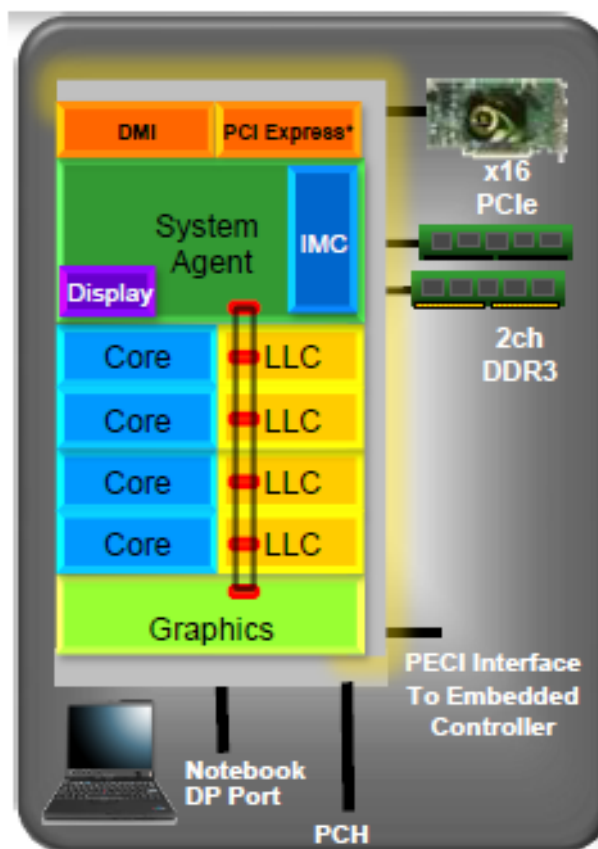 DMI
PCI Express*
x16
PCIe
System
Agent
IMC
Display
2ch
DDR3
Core
LLC
Core
LLC
Core
LLC
Core
LLC
Graphics
PECI Interface
To Embedded
Controller
Notebook
DP Port
PCH